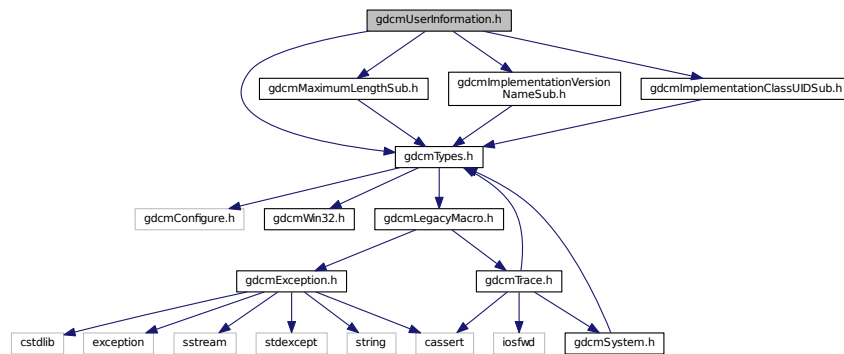 gdcmUserInformation.h
gdcmMaximumLengthSub.h
gdcmImplementationVersion
NameSub.h
gdcmImplementationClassUIDSub.h
gdcmTypes.h
gdcmConfigure.h
gdcmWin32.h
gdcmLegacyMacro.h
gdcmException.h
gdcmTrace.h
cstdlib
exception
sstream
stdexcept
string
cassert
iosfwd
gdcmSystem.h